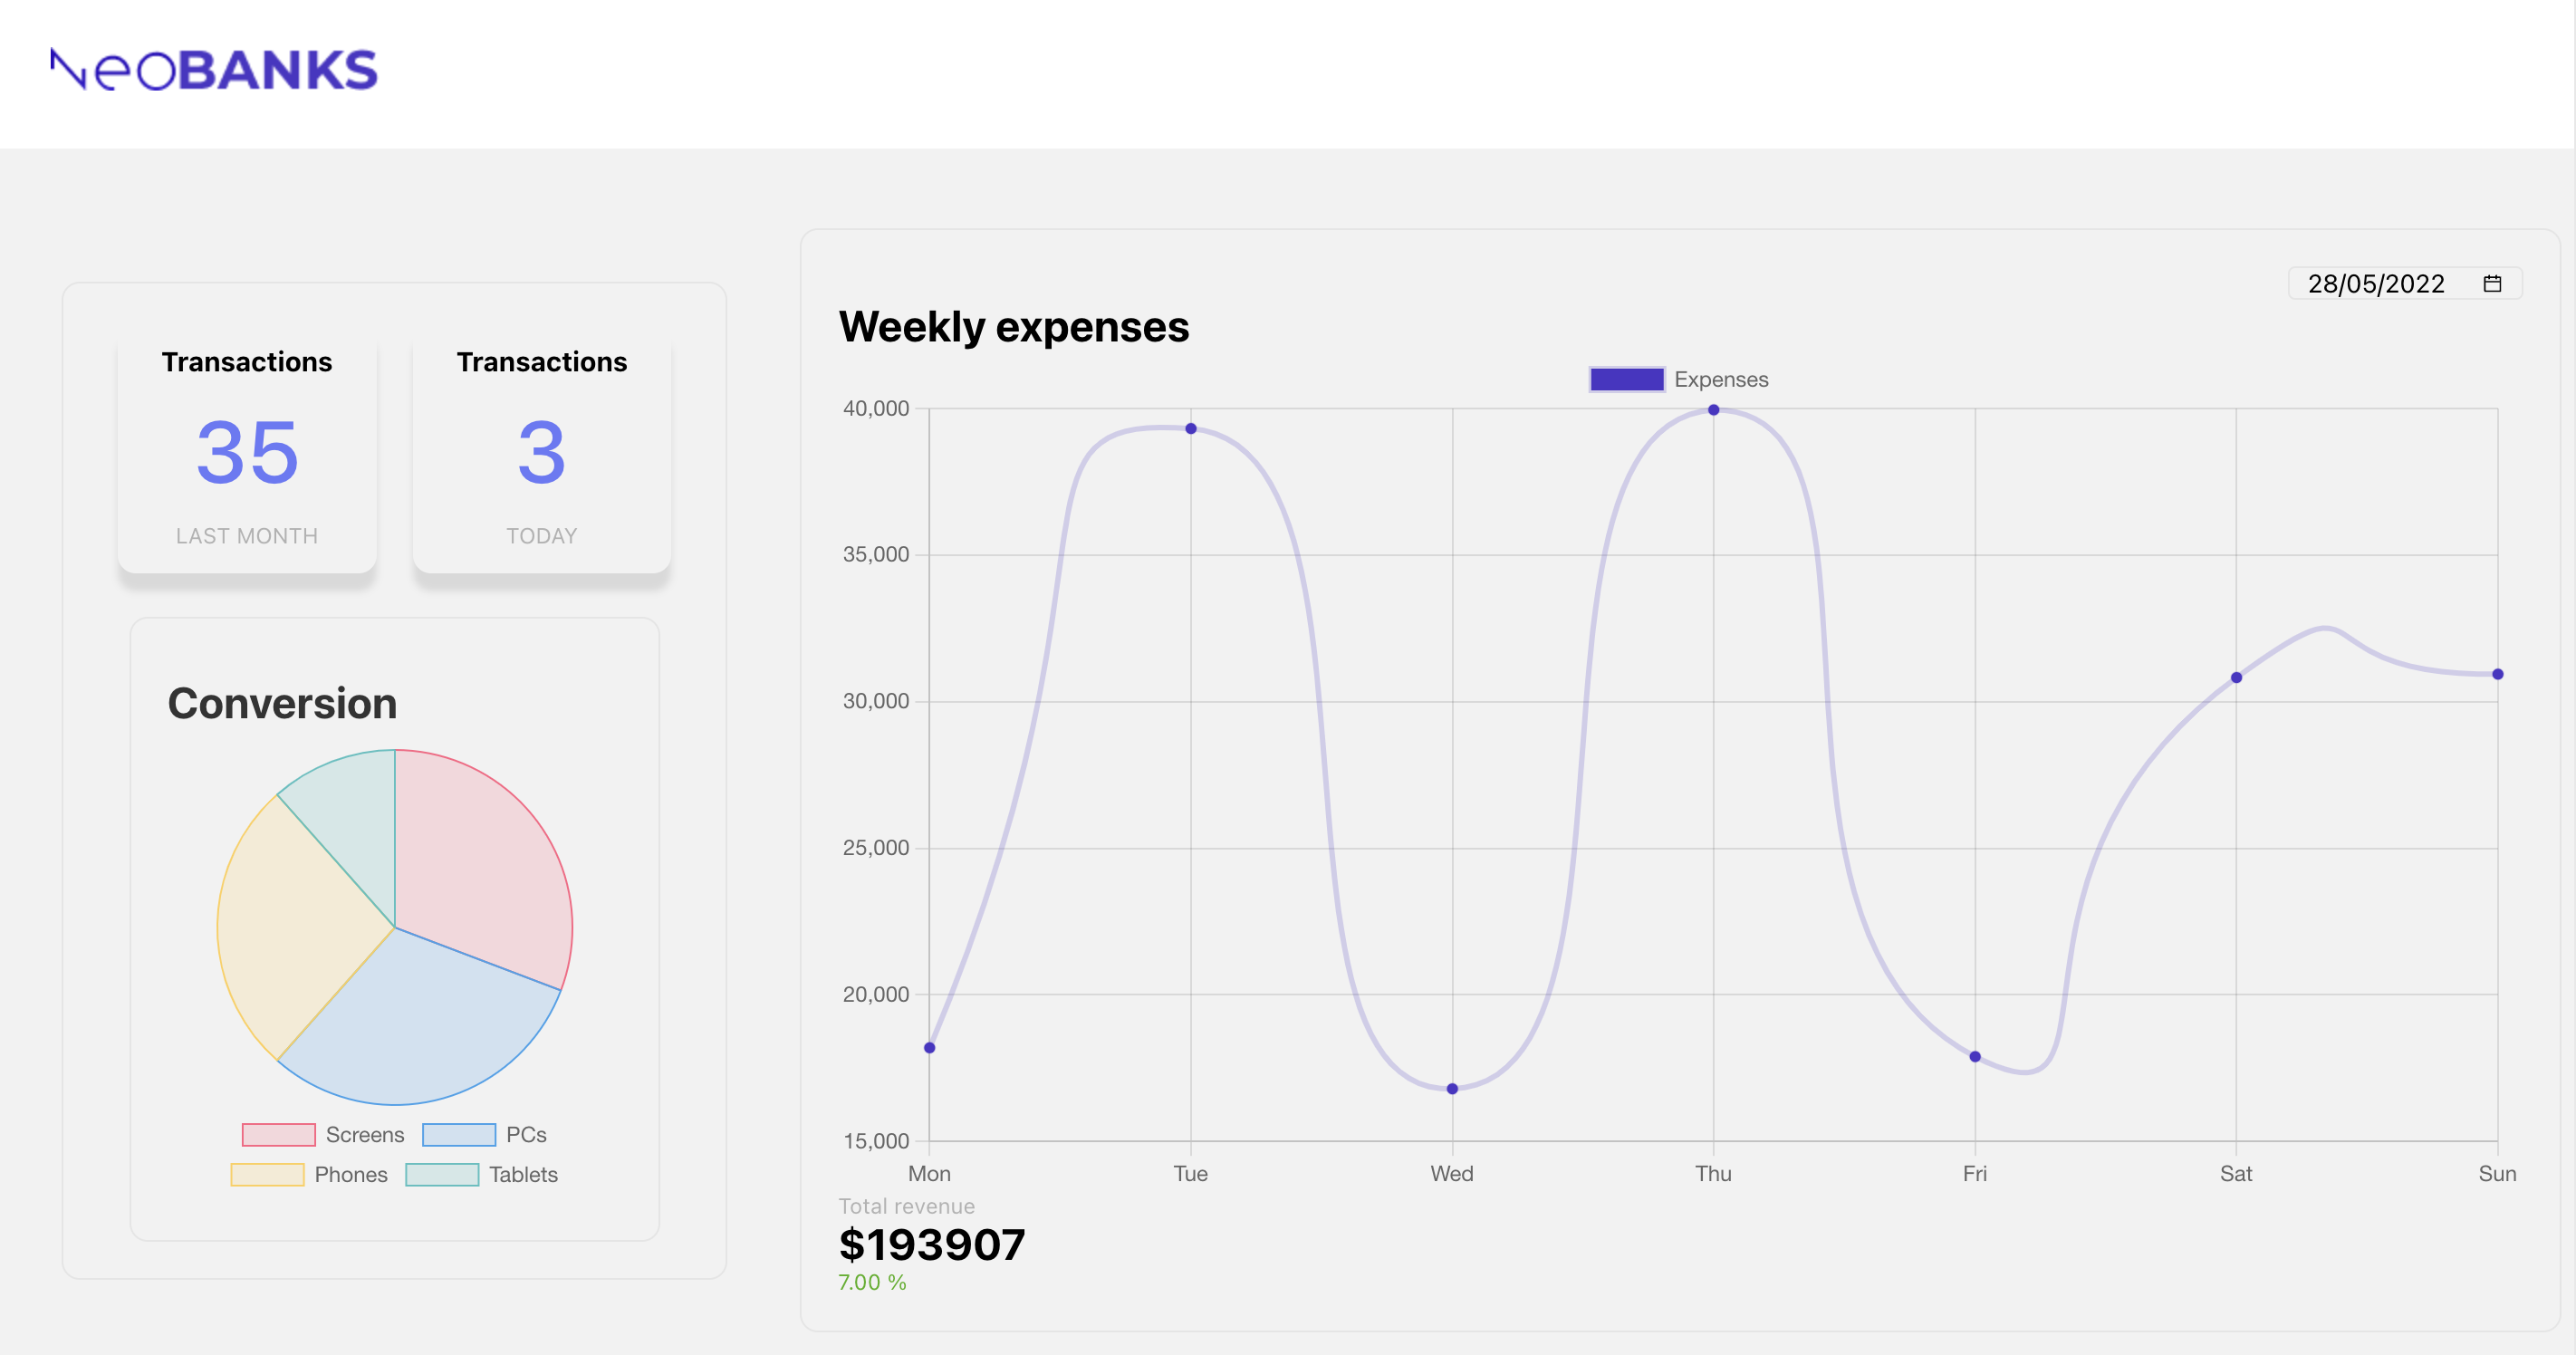 NeoBANKS
Transactions
35
LAST MONTH
Transactions
3
TODAY
Conversion
Screens
PCs
Phones
Tablets
28/05/2022
Weekly expenses
Expenses
40,000
35,000
30,000
25,000
20,000
15,000
Mon Tue Wed Thu Fri Sat Sun
Total revenue
$193907
7.00 %